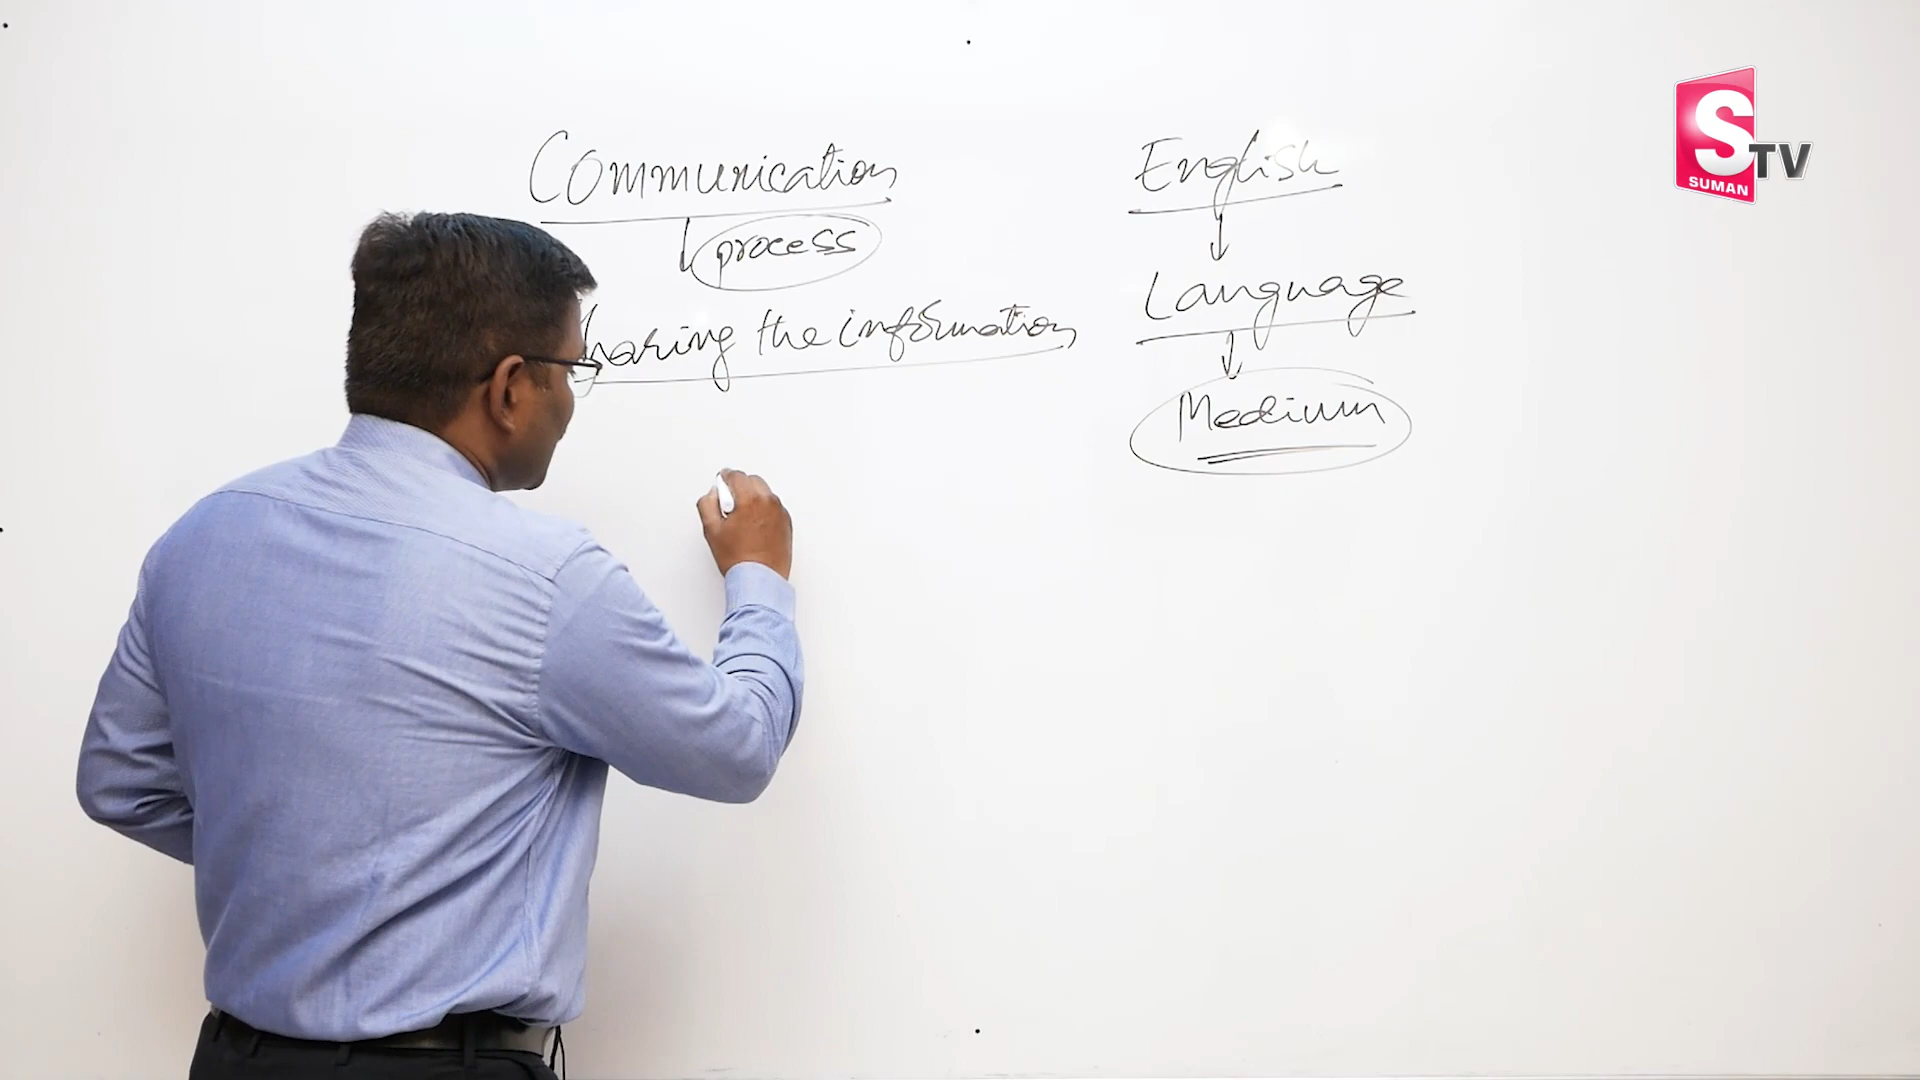 Communication
process
haring the information
English
Language
Medium
S TV
SUMAN